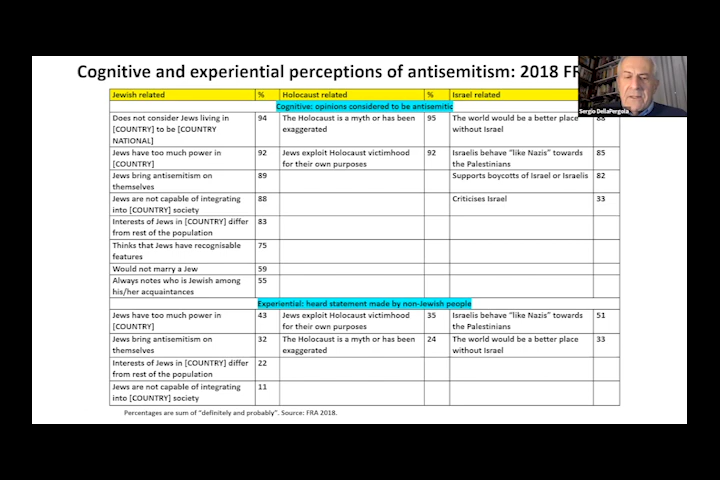 Cognitive and experiential perceptions of antisemitism: 2018
Sergio DellaPergola
Jewish related % Holocaust related % Israel related
Cognitive: opinions considered to be antisemitic
Does not consider Jews living in 94 The Holocaust is a myth or has been 95 The world would be a better place
[COUNTRY] to be [COUNTRY exaggerated without Israel
NATIONAL]
Jews have too much power in 92 Jews exploit Holocaust victimhood 92 Israelis behave "like Nazis" towards 85
[COUNTRY] for their own purposes the Palestinians
Jews bring antisemitism on 89 Supports boycotts of Israel or Israelis 82
themselves
Jews are not capable of integrating 88 Criticises Israel 33
into [COUNTRY] society
Interests of Jews in [COUNTRY] differ 83
from rest of the population
Thinks that Jews have recognisable 75
features
Would not marry a Jew 59
Always notes who is Jewish among 55
his/her acquaintances
Experiential: heard statement made by non-Jewish people
Jews have too much power in 43 Jews exploit Holocaust victimhood 35 Israelis behave "like Nazis" towards 51
[COUNTRY] for their own purposes the Palestinians
Jews bring antisemitism on 32 The Holocaust is a myth or has been 24 The world would be a better place 33
themselves exaggerated without Israel
Interests of Jews in [COUNTRY] differ 22
from rest of the population
Jews are not capable of integrating 11
into [COUNTRY] society
Percentages are sum of "definitely and probably". Source: FRA 2018.